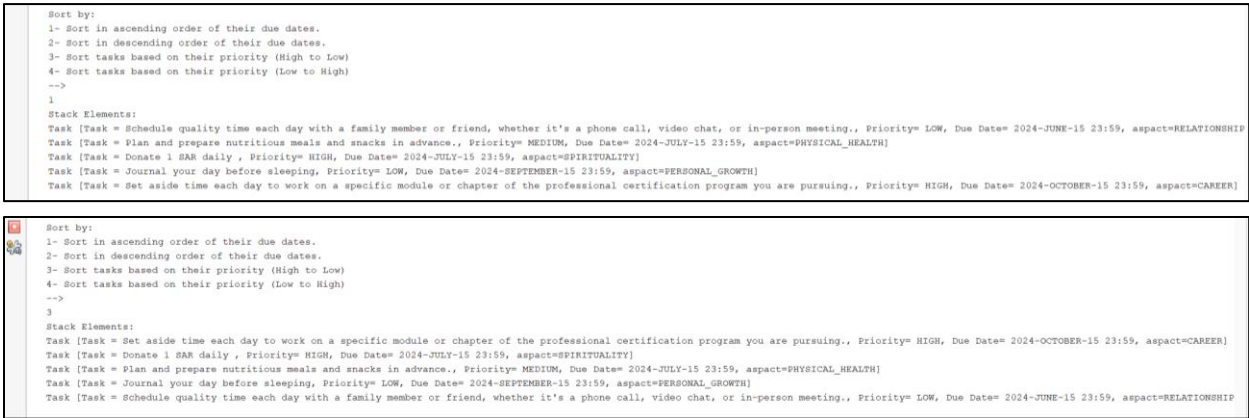 Sort by:
1- Sort in ascending order of their due dates.
2- Sort in descending order of their due dates.
3- Sort tasks based on their priority (High to Low)
4- Sort tasks based on their priority (Low to High)
-->
1
Stack Elements:
Task [Task = Schedule quality time each day with a family member or friend, whether it's a phone call, video chat, or in-person meeting., Priority= LOW, Due Date= 2024-JUNE-15 23:59, aspact=RELATIONSHIP
Task [Task = Plan and prepare nutritious meals and snacks in advance., Priority= MEDIUM, Due Date= 2024-JULY-15 23:59, aspact=PHYSICAL_HEALTH]
Task [Task = Donate 1 SAR daily , Priority= HIGH, Due Date= 2024-JULY-15 23:59, aspact=SPIRITUALITY]
Task [Task = Journal your day before sleeping, Priority= LOW, Due Date= 2024-SEPTEMBER-15 23:59, aspact=PERSONAL_GROWTH]
Task [Task = Set aside time each day to work on a specific module or chapter of the professional certification program you are pursuing., Priority= HIGH, Due Date= 2024-OCTOBER-15 23:59, aspact=CAREER]
Sort by:
1- Sort in ascending order of their due dates.
2- Sort in descending order of their due dates.
3- Sort tasks based on their priority (High to Low)
4- Sort tasks based on their priority (Low to High)
-->
3
Stack Elements:
Task [Task = Set aside time each day to work on a specific module or chapter of the professional certification program you are pursuing., Priority= HIGH, Due Date= 2024-OCTOBER-15 23:59, aspact=CAREER]
Task [Task = Donate 1 SAR daily , Priority= HIGH, Due Date= 2024-JULY-15 23:59, aspact=SPIRITUALITY]
Task [Task = Plan and prepare nutritious meals and snacks in advance., Priority= MEDIUM, Due Date= 2024-JULY-15 23:59, aspact=PHYSICAL_HEALTH]
Task [Task = Journal your day before sleeping, Priority= LOW, Due Date= 2024-SEPTEMBER-15 23:59, aspact=PERSONAL_GROWTH]
Task [Task = Schedule quality time each day with a family member or friend, whether it's a phone call, video chat, or in-person meeting., Priority= LOW, Due Date= 2024-JUNE-15 23:59, aspact=RELATIONSHIP